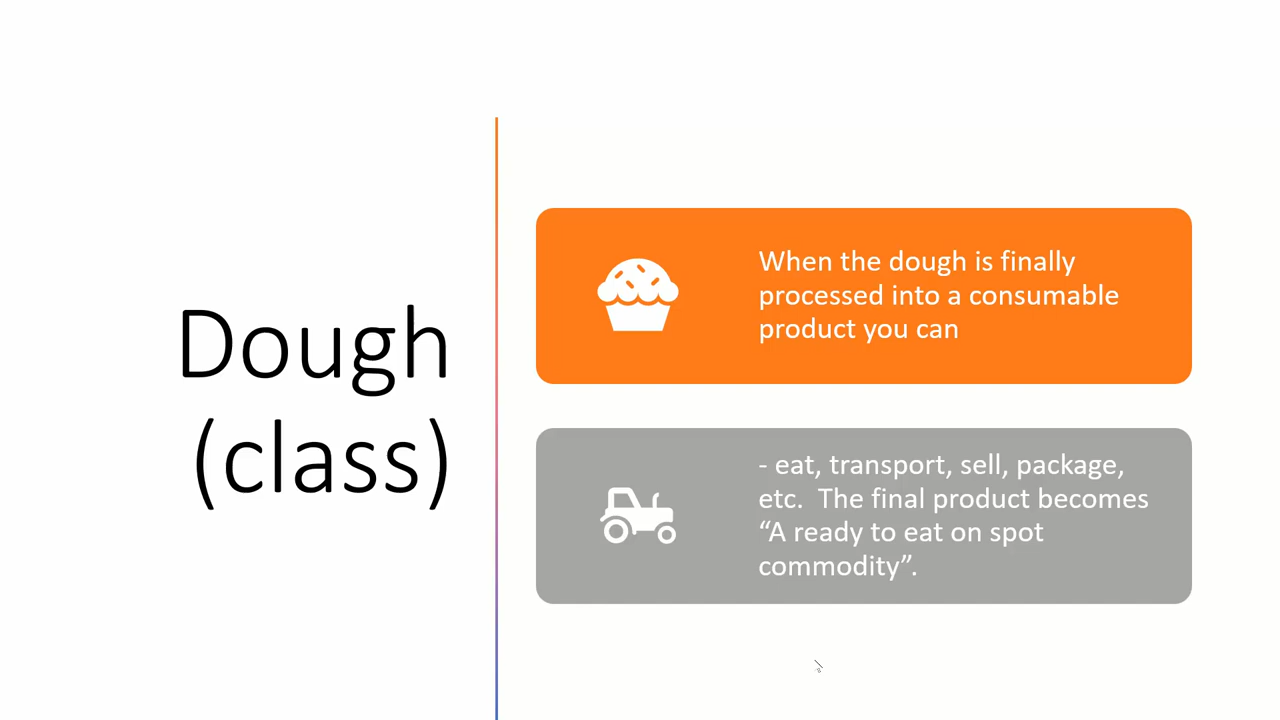 Dough
(class)
When the dough is finally
processed into a consumable
product you can
- eat, transport, sell, package,
etc.  The final product becomes
“A ready to eat on spot
commodity”.